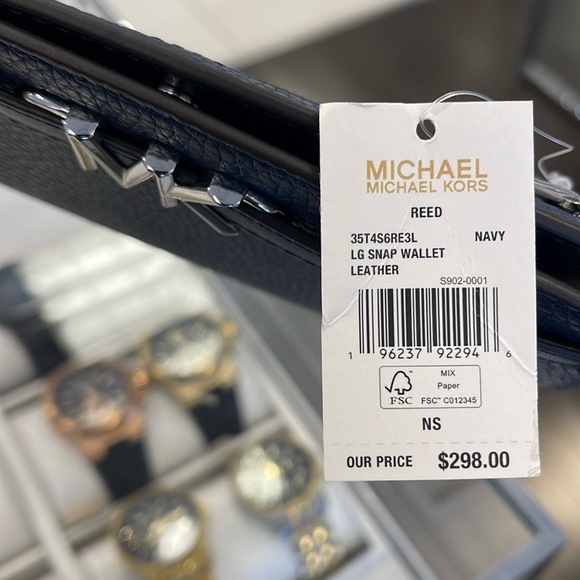 MICHAEL
MICHAEL KORS
REED
35T4S6RE3L NAVY
LG SNAP WALLET
LEATHER
S902-0001
1 96237 92294 6
FSC
MIX
Paper
FSC™ C012345
NS
OUR PRICE $298.00